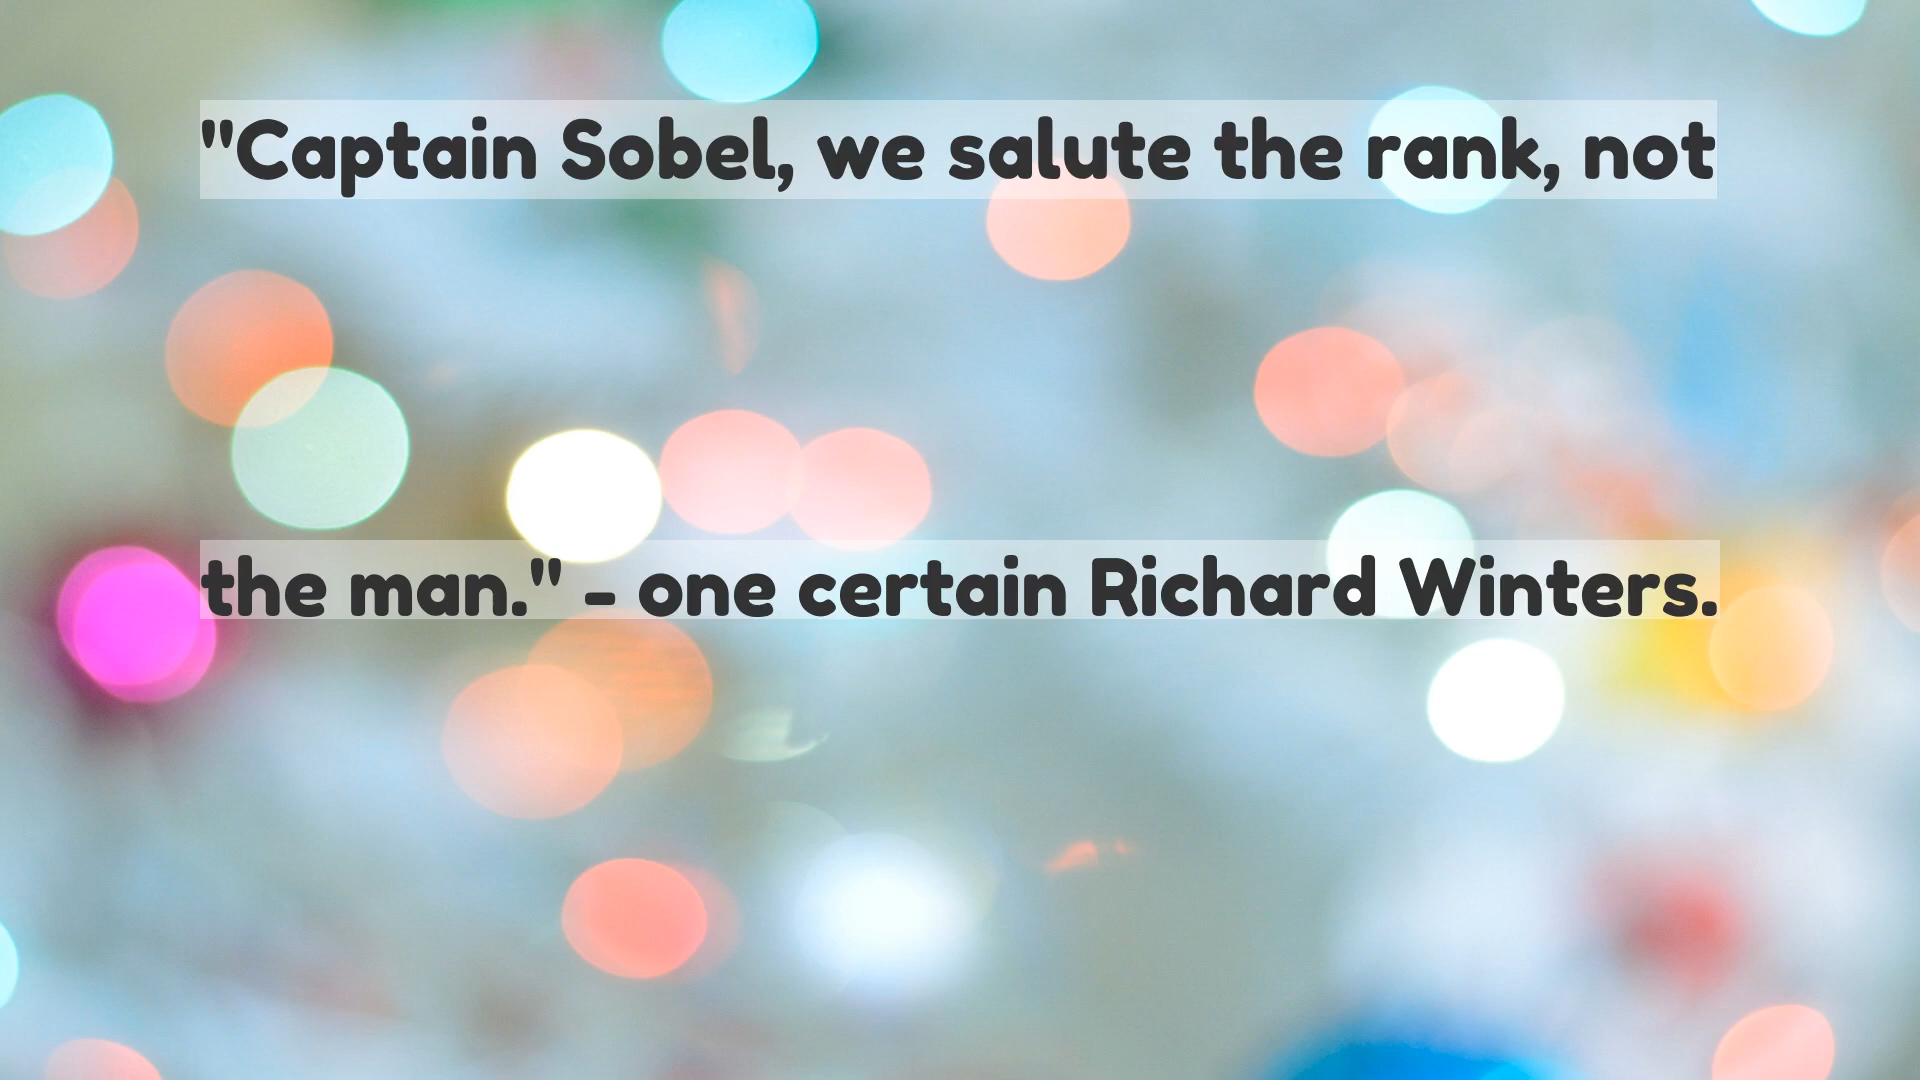 "Captain Sobel, we salute the rank, not
the man." - one certain Richard Winters.